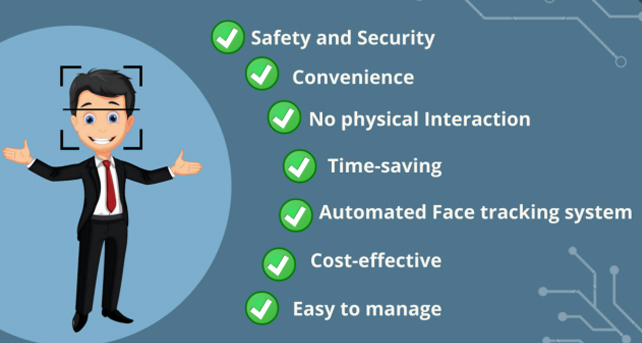 Safety and Security
Convenience
No physical Interaction
Time-saving
Automated Face tracking system
Cost-effective
Easy to manage